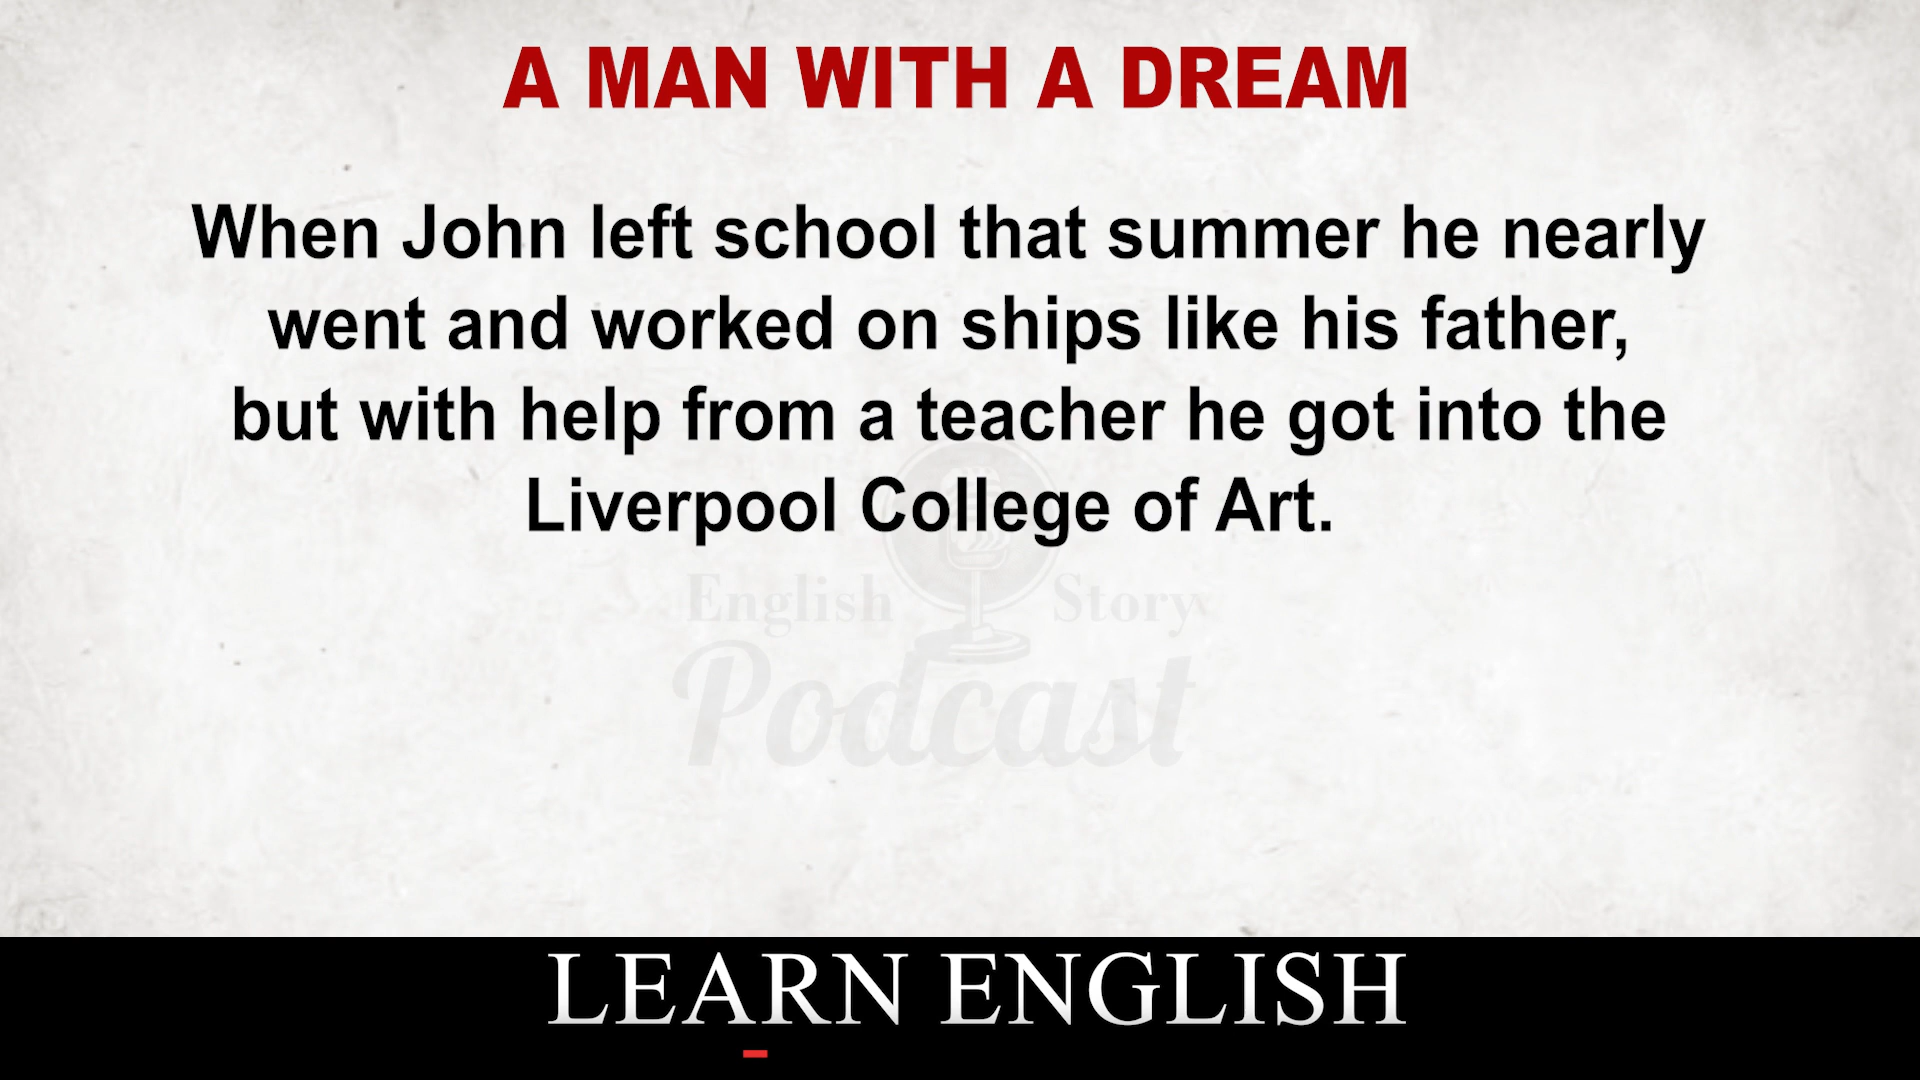 A MAN WITH A DREAM
When John left school that summer he nearly
went and worked on ships like his father,
but with help from a teacher he got into the
Liverpool College of Art.
English Story
Podcast
LEARN ENGLISH